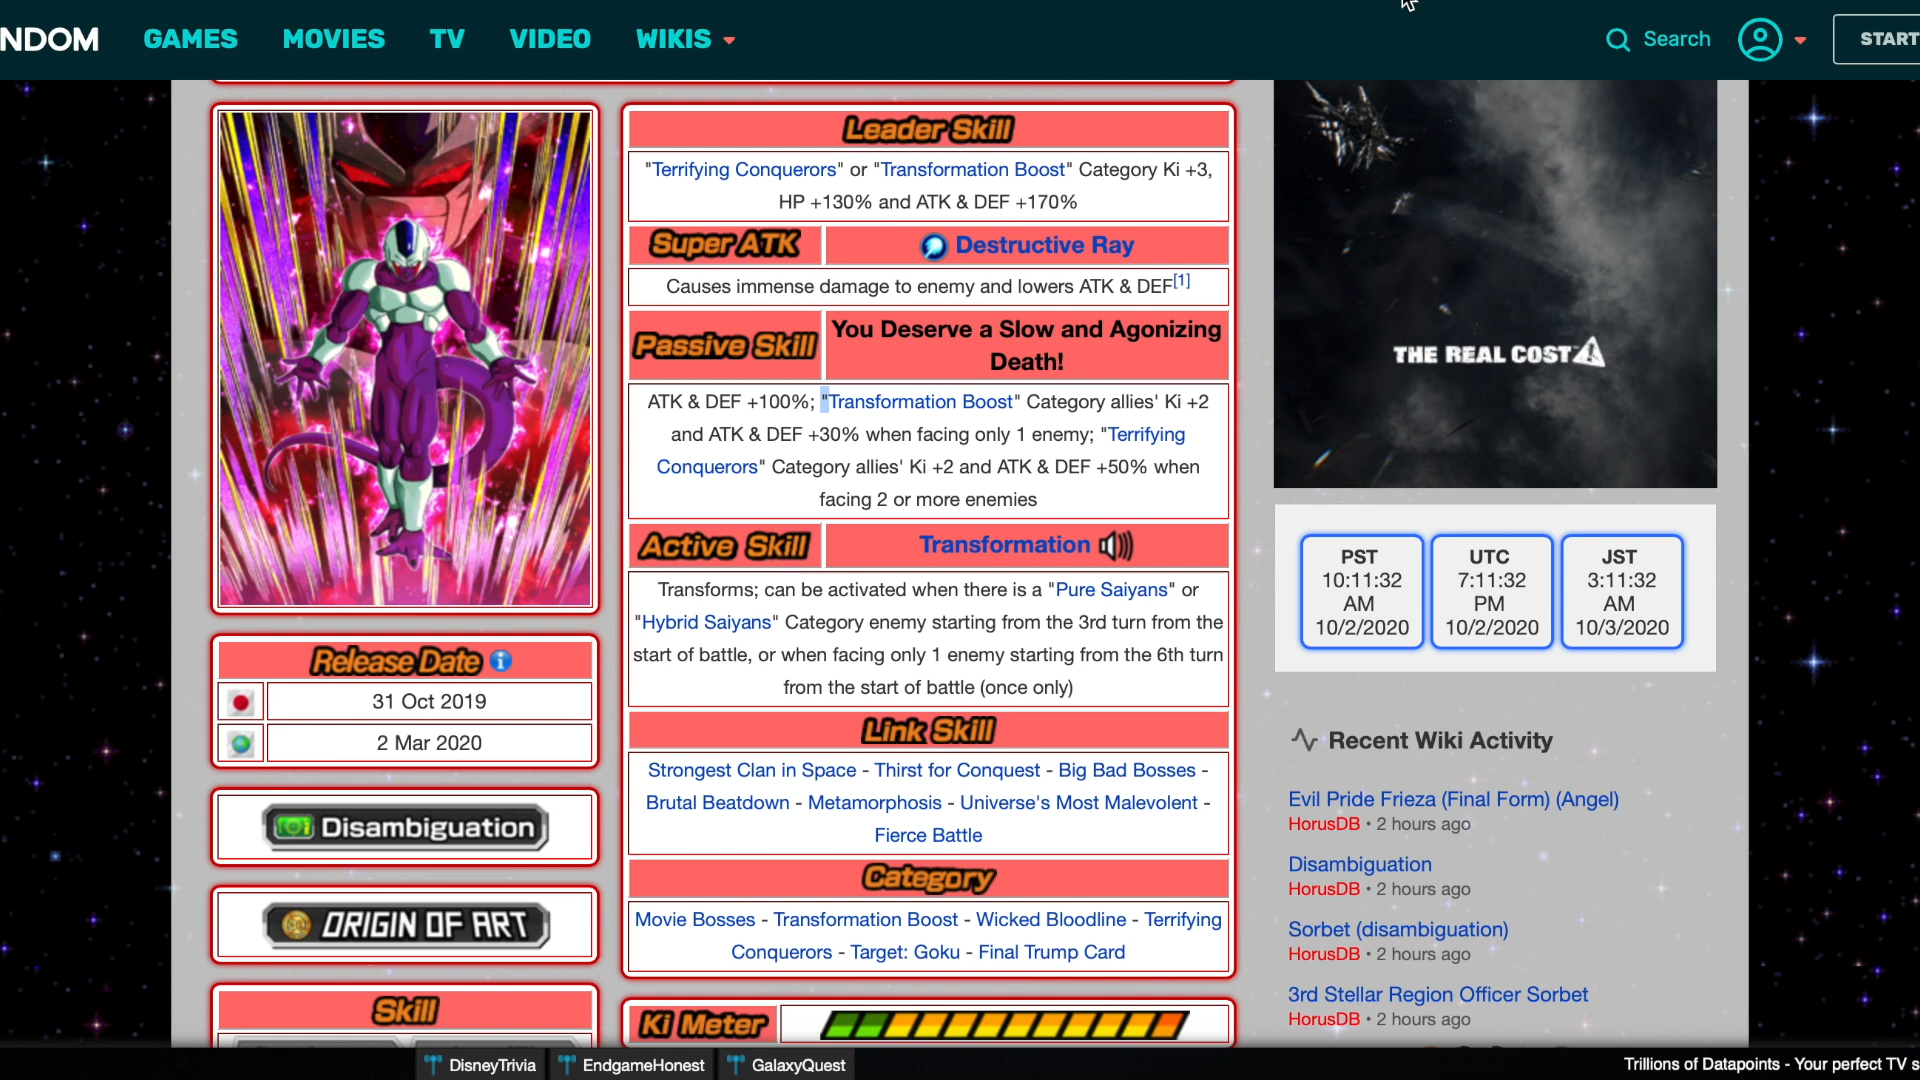 NDOM
GAMES
MOVIES
TV
VIDEO
WIKIS
Search
START
Leader Skill
"Terrifying Conquerors" or "Transformation Boost" Category Ki +3,
HP +130% and ATK & DEF +170%
Super ATK
Destructive Ray
Causes immense damage to enemy and lowers ATK & DEF[1]
Passive Skill
You Deserve a Slow and Agonizing
Death!
ATK & DEF +100%; "Transformation Boost" Category allies' Ki +2
and ATK & DEF +30% when facing only 1 enemy; "Terrifying
Conquerors" Category allies' Ki +2 and ATK & DEF +50% when
facing 2 or more enemies
Active Skill
Transformation
Transforms; can be activated when there is a "Pure Saiyans" or
"Hybrid Saiyans" Category enemy starting from the 3rd turn from the
start of battle, or when facing only 1 enemy starting from the 6th turn
from the start of battle (once only)
Link Skill
Strongest Clan in Space - Thirst for Conquest - Big Bad Bosses -
Brutal Beatdown - Metamorphosis - Universe's Most Malevolent -
Fierce Battle
Category
Movie Bosses - Transformation Boost - Wicked Bloodline - Terrifying
Conquerors - Target: Goku - Final Trump Card
Ki Meter
Release Date
31 Oct 2019
2 Mar 2020
Disambiguation
ORIGIN OF ART
Skill
THE REAL COST
PST
10:11:32
AM
10/2/2020
UTC
7:11:32
PM
10/2/2020
JST
3:11:32
AM
10/3/2020
Recent Wiki Activity
Evil Pride Frieza (Final Form) (Angel)
HorusDB • 2 hours ago
Disambiguation
HorusDB • 2 hours ago
Sorbet (disambiguation)
HorusDB • 2 hours ago
3rd Stellar Region Officer Sorbet
HorusDB • 2 hours ago
DisneyTrivia
EndgameHonest
GalaxyQuest
Trillions of Datapoints - Your perfect TV s